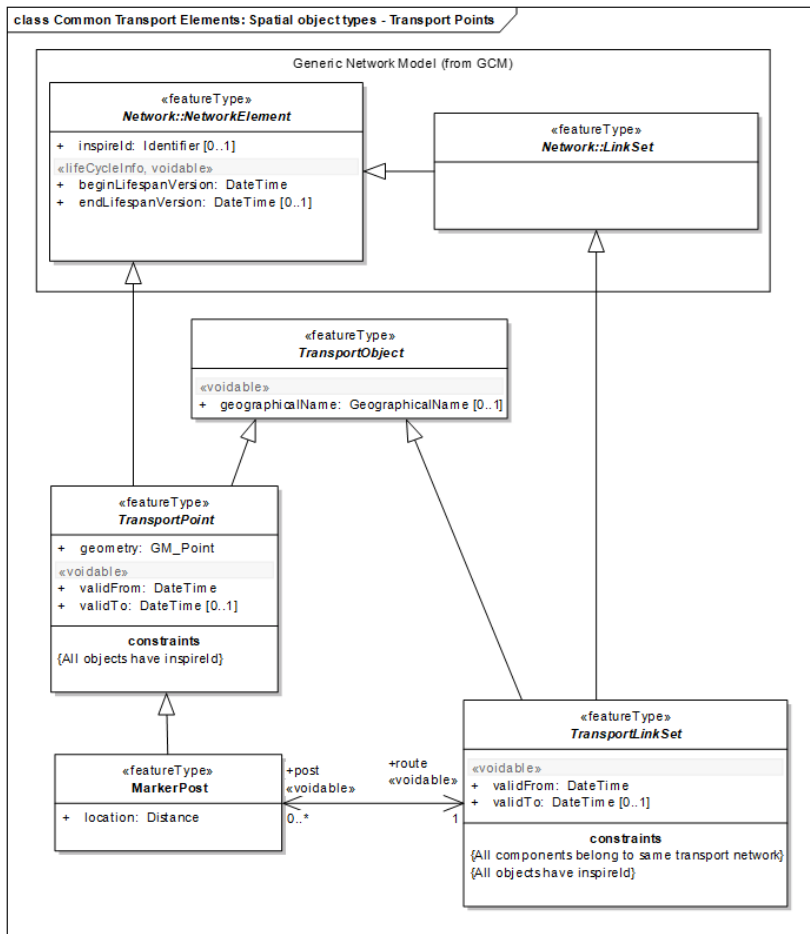 class Common Transport Elements: Spatial object types - Transport Points
Generic Network Model (from GCM)
«featureType»
Network::NetworkElement
+ inspireId: Identifier [0..1]
«lifeCycleInfo, voidable»
+ beginLifespanVersion: DateTime
+ endLifespanVersion: DateTime [0..1]
«featureType»
Network::LinkSet
«featureType»
TransportObject
«voidable»
+ geographicalName: GeographicalName [0..1]
«featureType»
TransportPoint
+ geometry: GM_Point
«voidable»
+ validFrom: DateTime
+ validTo: DateTime [0..1]
constraints
{All objects have inspireId}
«featureType»
MarkerPost
+ location: Distance
+post
«voidable»
0..*
+route
«voidable»
1
«featureType»
TransportLinkSet
«voidable»
+ validFrom: DateTime
+ validTo: DateTime [0..1]
constraints
{All components belong to same transport network}
{All objects have inspireId}